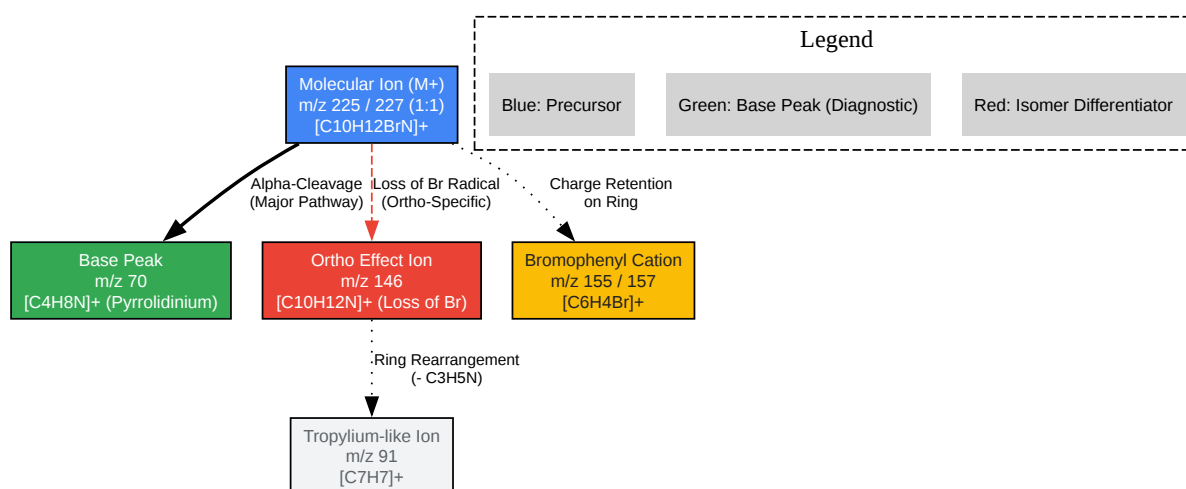 Legend
Blue: Precursor
Green: Base Peak (Diagnostic)
Red: Isomer Differentiator
Molecular Ion (M+)
m/z 225 / 227 (1:1)
[C10H12BrN]+
Alpha-Cleavage
(Major Pathway)
Loss of Br Radical
(Ortho-Specific)
Charge Retention
on Ring
Base Peak
m/z 70
[C4H8N]+ (Pyrrolidinium)
Ortho Effect Ion
m/z 146
[C10H12N]+ (Loss of Br)
Bromophenyl Cation
m/z 155 / 157
[C6H4Br]+
Ring Rearrangement
(- C3H5N)
Tropylium-like Ion
m/z 91
[C7H7]+